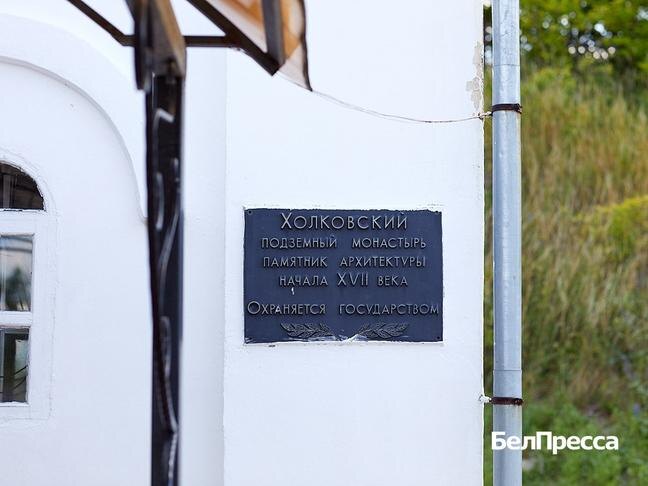 Холковский
подземный монастырь
памятник архитектуры
начала XVII века
Охраняется государством
БелПресса